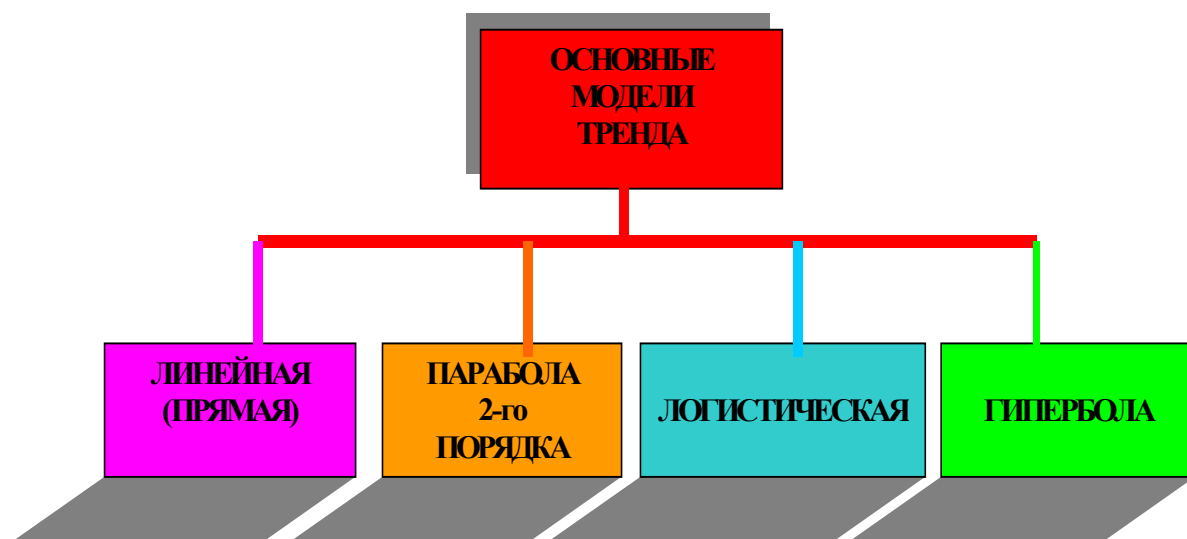 ОСНОВНЫЕ
МОДЕЛИ
ТРЕНДА
ЛИНЕЙНАЯ
(ПРЯМАЯ)
ПАРАБОЛА
2-го
ПОРЯДКА
ЛОГИСТИЧЕСКАЯ
ГИПЕРБОЛА